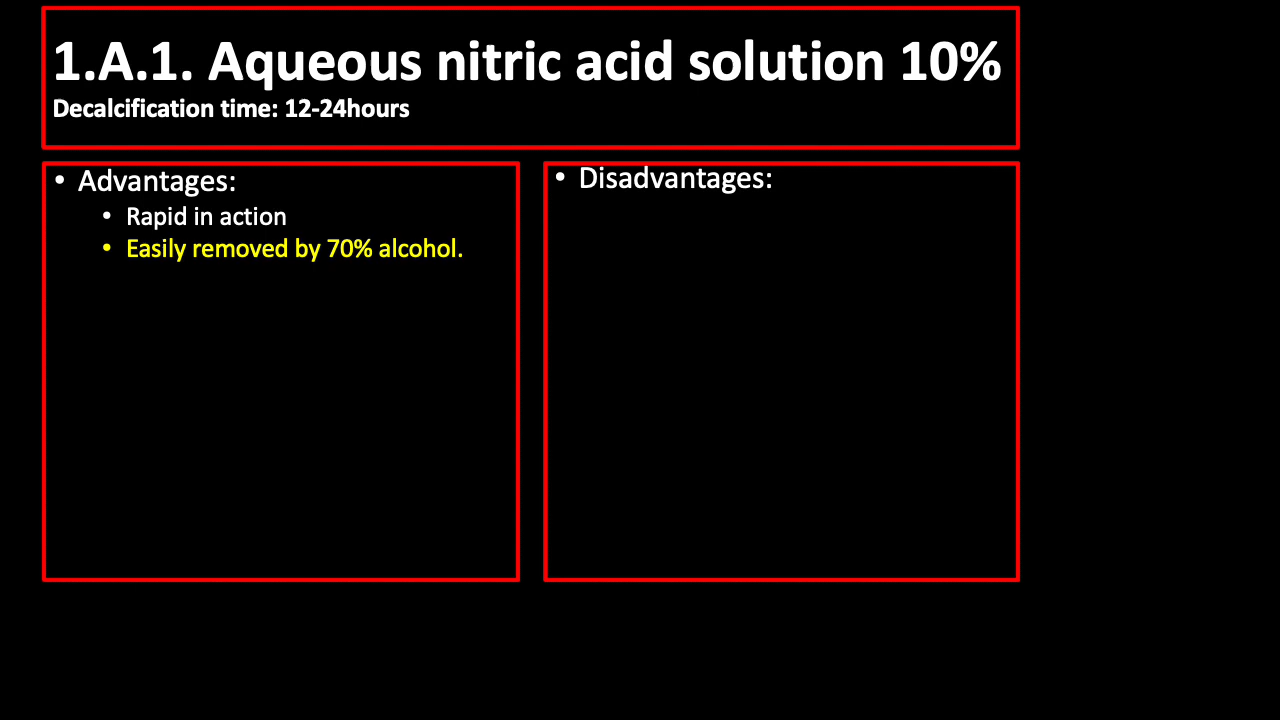 1.A.1. Aqueous nitric acid solution 10%
Decalcification time: 12-24hours
• Advantages:
• Rapid in action
• Easily removed by 70% alcohol.
• Disadvantages: